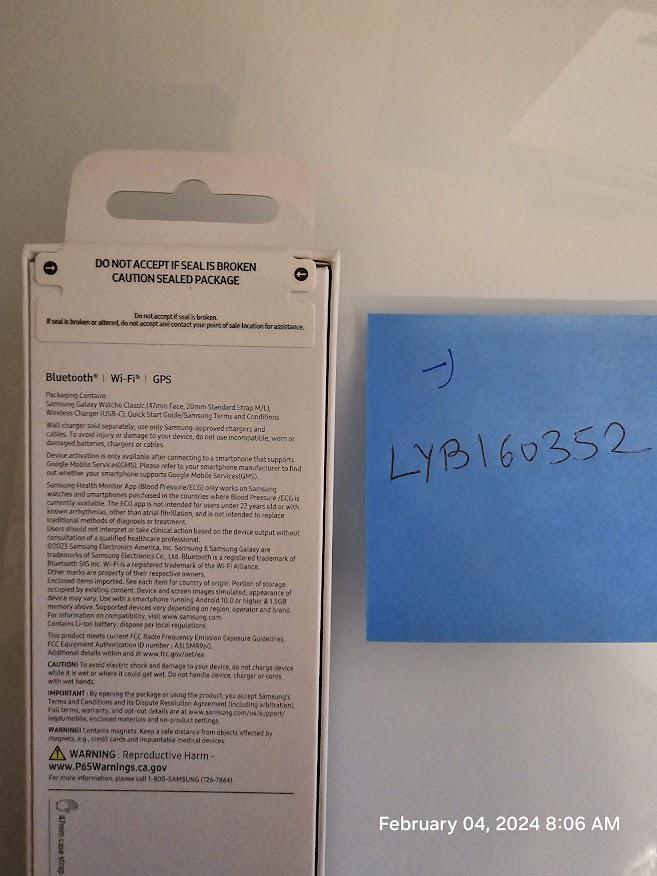 DO NOT ACCEPT IF SEAL IS BROKEN
CAUTION SEALED PACKAGE
Do not accept if seal is broken.
If seal is broken or altered, do not accept and contact your point of sale location for assistance.
Bluetooth® | Wi-Fi® | GPS
Packaging Contains :
Samsung Galaxy Watch6 Classic (47mm Face, 20mm Standard Strap M/L),
Wireless Charger (USB-C), Quick Start Guide/Samsung Terms and Conditions
Wall charger sold separately; use only Samsung-approved chargers and
cables. To avoid injury or damage to your device, do not use incompatible, worn or
damaged batteries, chargers or cables.
Device activation is only available after connecting to a smartphone that supports
Google Mobile Services(GMS). Please refer to your smartphone manufacturer to find
out whether your smartphone supports Google Mobile Services(GMS).
Samsung Health Monitor App (Blood Pressure/ECG) only works on Samsung
watches and smartphones purchased in the countries where Blood Pressure /ECG is
currently available. The ECG app is not intended for users under 22 years old or with
known arrhythmias, other than atrial fibrillation, and is not intended to replace
traditional methods of diagnosis or treatment.
Users should not interpret or take clinical action based on the device output without
consultation of a qualified healthcare professional.
©2023 Samsung Electronics America, Inc. Samsung & Samsung Galaxy are
trademarks of Samsung Electronics Co., Ltd. Bluetooth is a registered trademark of
Bluetooth SIG Inc. Wi-Fi is a registered trademark of the Wi-Fi Alliance.
Other marks are property of their respective owners.
Enclosed items imported. See each item for country of origin. Portion of storage
occupied by existing content. Device and screen images simulated; appearance of
device may vary. Use with a smartphone running Android 10.0 or higher & 1.5GB
memory above. Supported devices vary depending on region, operator and brand.
For information on compatibility, visit www.samsung.com.
Contains Li-Ion battery; dispose per local regulations.
This product meets current FCC Radio Frequency Emission Exposure Guidelines.
FCC Equipment Authorization ID number : A3LSMR960.
Additional details within and at www.fcc.gov/oet/ea.
CAUTION! To avoid electric shock and damage to your device, do not charge device
while it is wet or where it could get wet. Do not handle device, charger or cords
with wet hands.
IMPORTANT : By opening the package or using the product, you accept Samsung's
Terms and Conditions and its Dispute Resolution Agreement (including arbitration).
Full terms, warranty, and opt-out details are at www.samsung.com/us/support/
legal/mobile, enclosed materials and on-product settings.
WARNING! Contains magnets. Keep a safe distance from objects affected by
magnets, e.g., credit cards and implantable medical devices.
WARNING : Reproductive Harm -
www.P65Warnings.ca.gov
For more information, please call 1-800-SAMSUNG (726-7864).
47mm case strap
LYB160352
February 04, 2024 8:06 AM